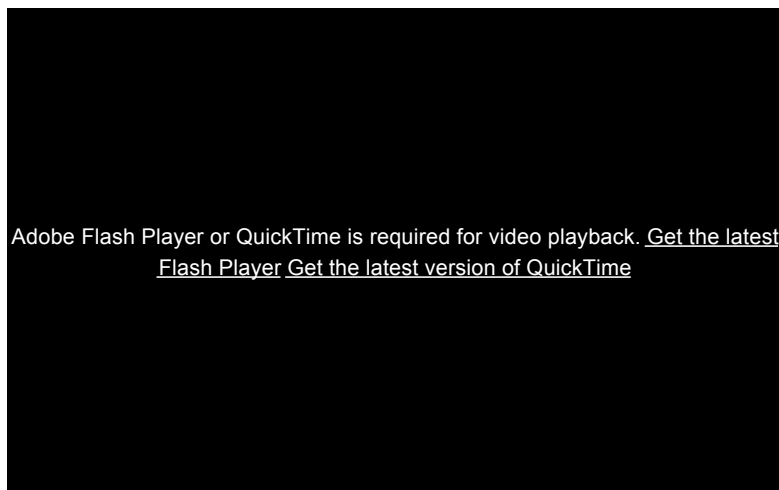 Adobe Flash Player or QuickTime is required for video playback. Get the latest
Flash Player Get the latest version of QuickTime